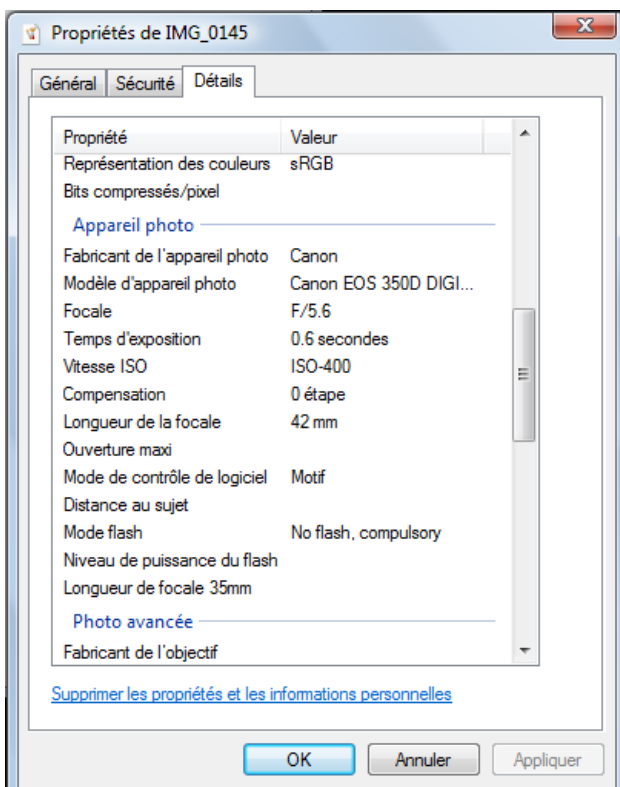 Propriétés de IMG_0145
Général Sécurité Détails
Propriété Valeur
Représentation des couleurs sRGB
Bits compressés/pixel
Appareil photo
Fabricant de l'appareil photo Canon
Modèle d'appareil photo Canon EOS 350D DIGI...
Focale F/5.6
Temps d'exposition 0.6 secondes
Vitesse ISO ISO-400
Compensation 0 étape
Longueur de la focale 42 mm
Ouverture maxi
Mode de contrôle de logiciel Motif
Distance au sujet
Mode flash No flash, compulsory
Niveau de puissance du flash
Longueur de focale 35mm
Photo avancée
Fabricant de l'objectif
Supprimer les propriétés et les informations personnelles
OK Annuler Appliquer